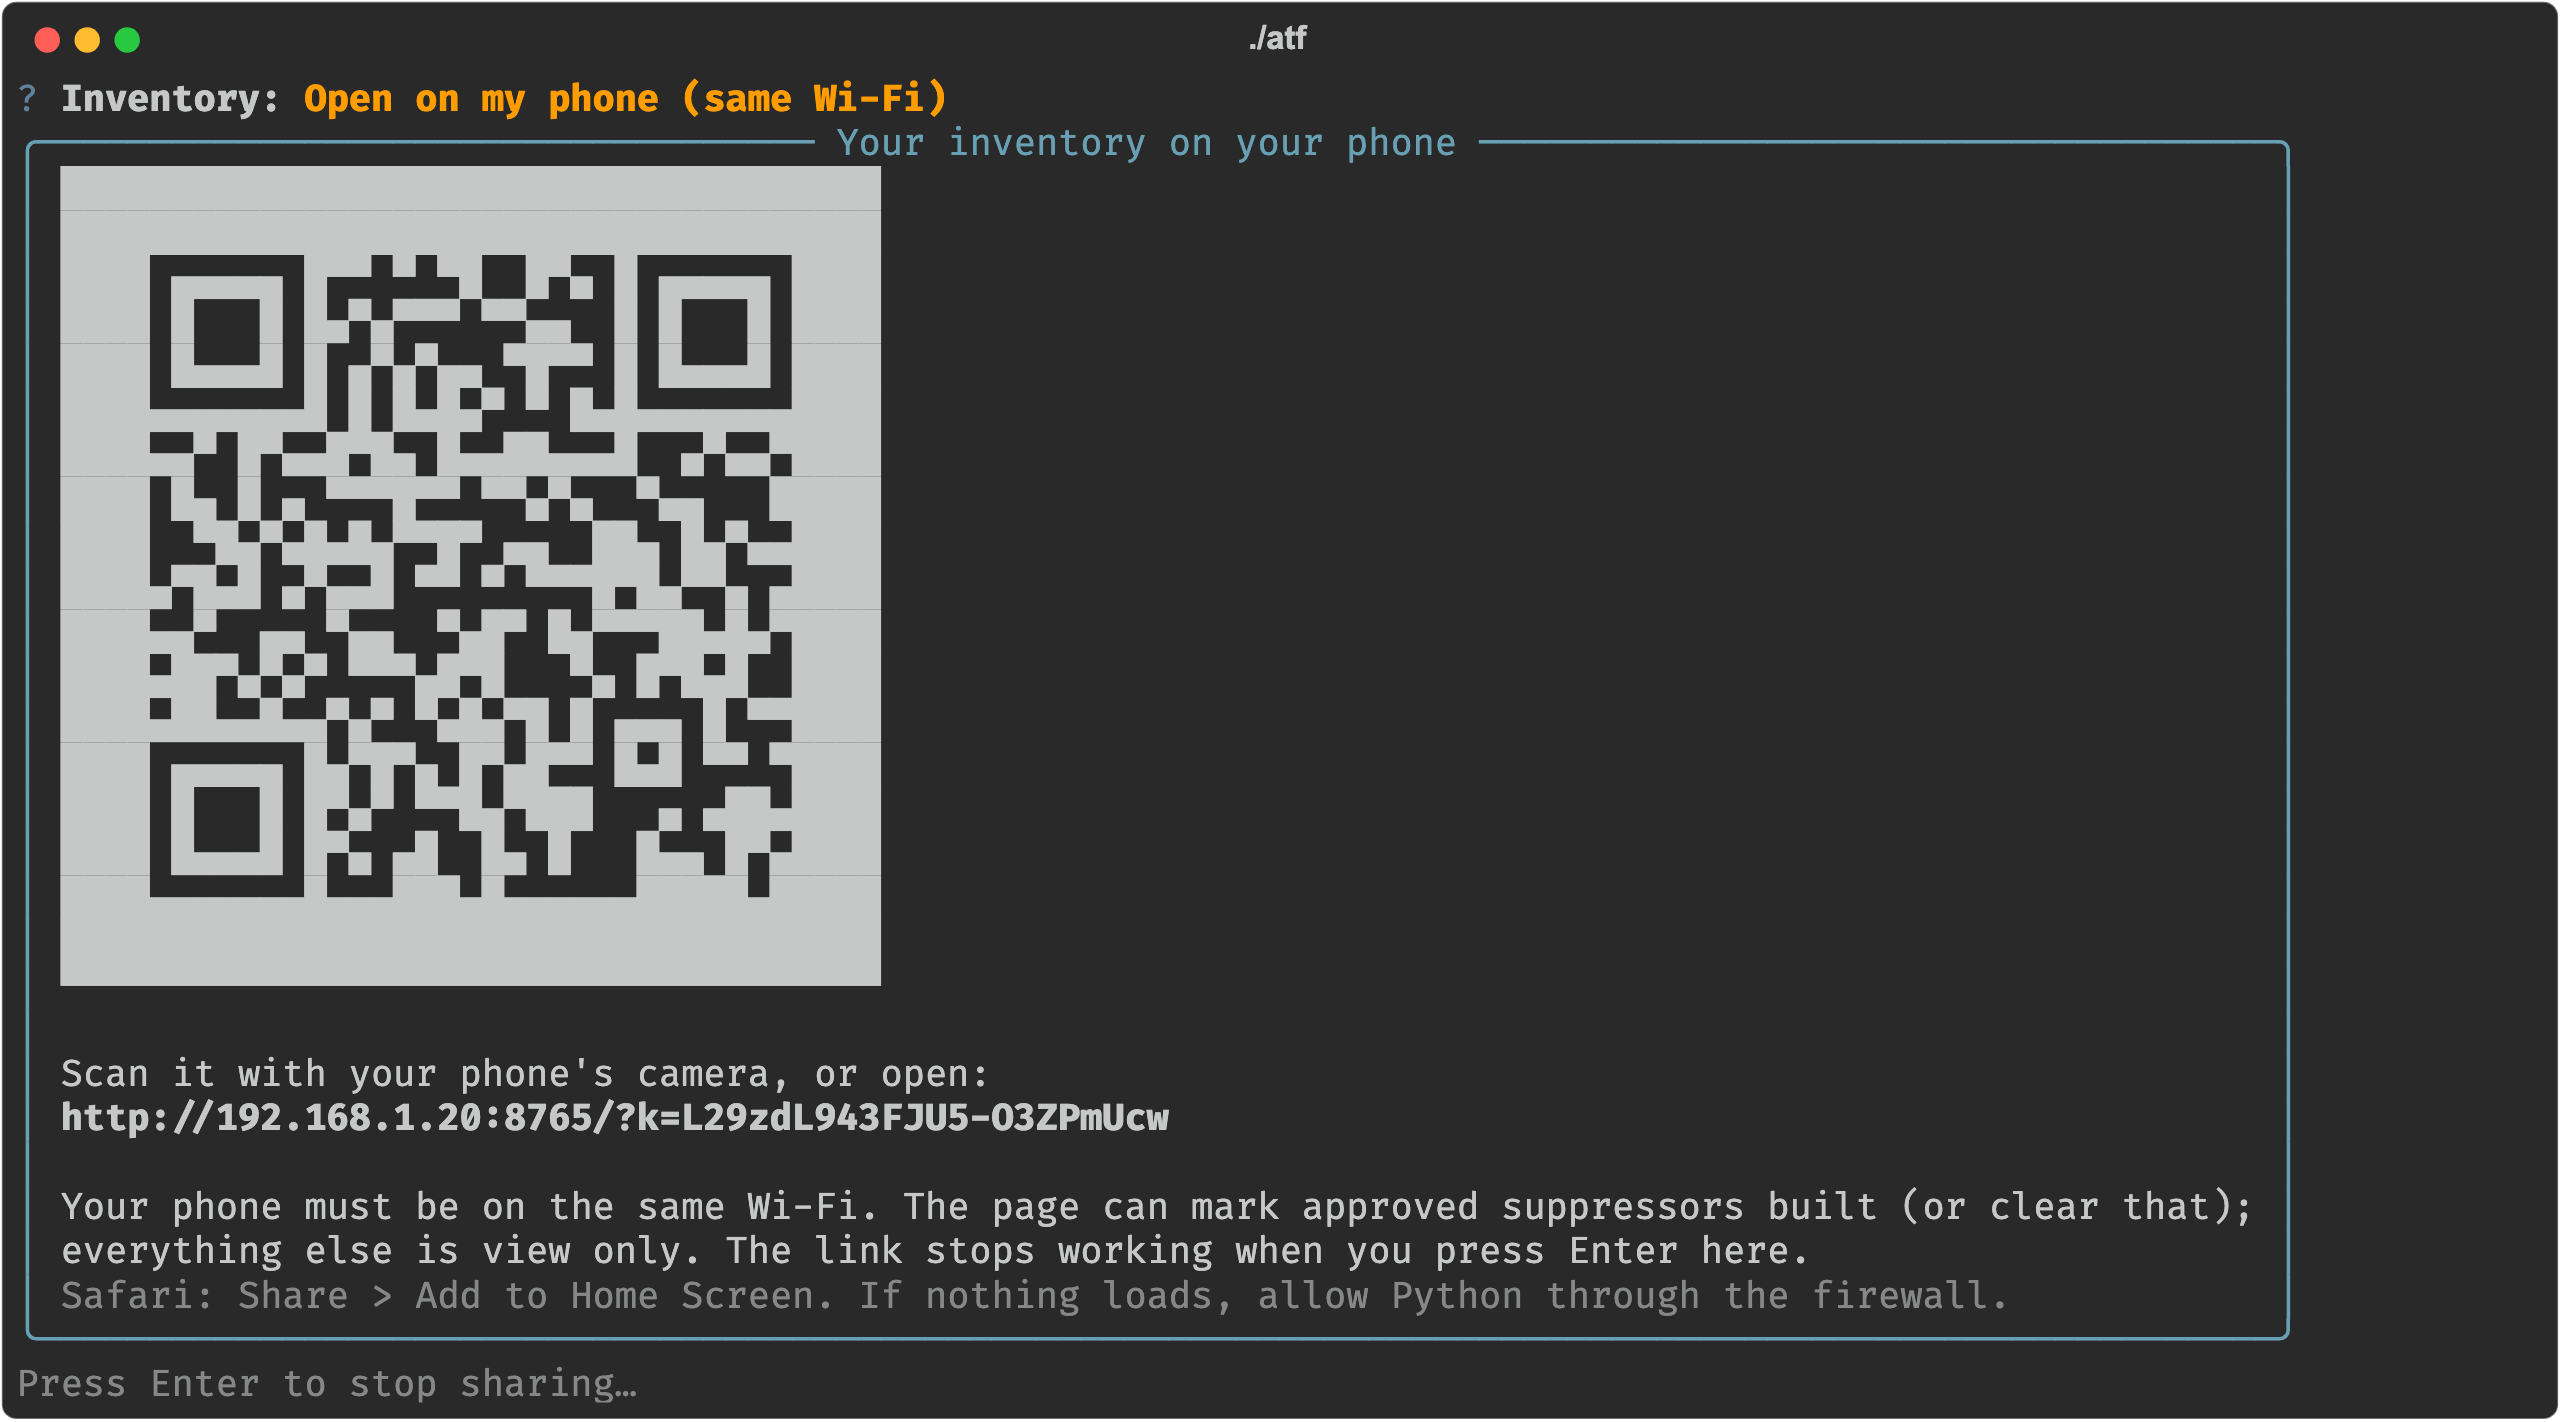 ./atf
? Inventory: Open on my phone (same Wi-Fi)
Your inventory on your phone
Scan it with your phone's camera, or open:
http://192.168.1.20:8765/?k=L29zdL943FJU5-O3ZPmUcw
Your phone must be on the same Wi-Fi. The page can mark approved suppressors built (or clear that);
everything else is view only. The link stops working when you press Enter here.
Safari: Share > Add to Home Screen. If nothing loads, allow Python through the firewall.
Press Enter to stop sharing…